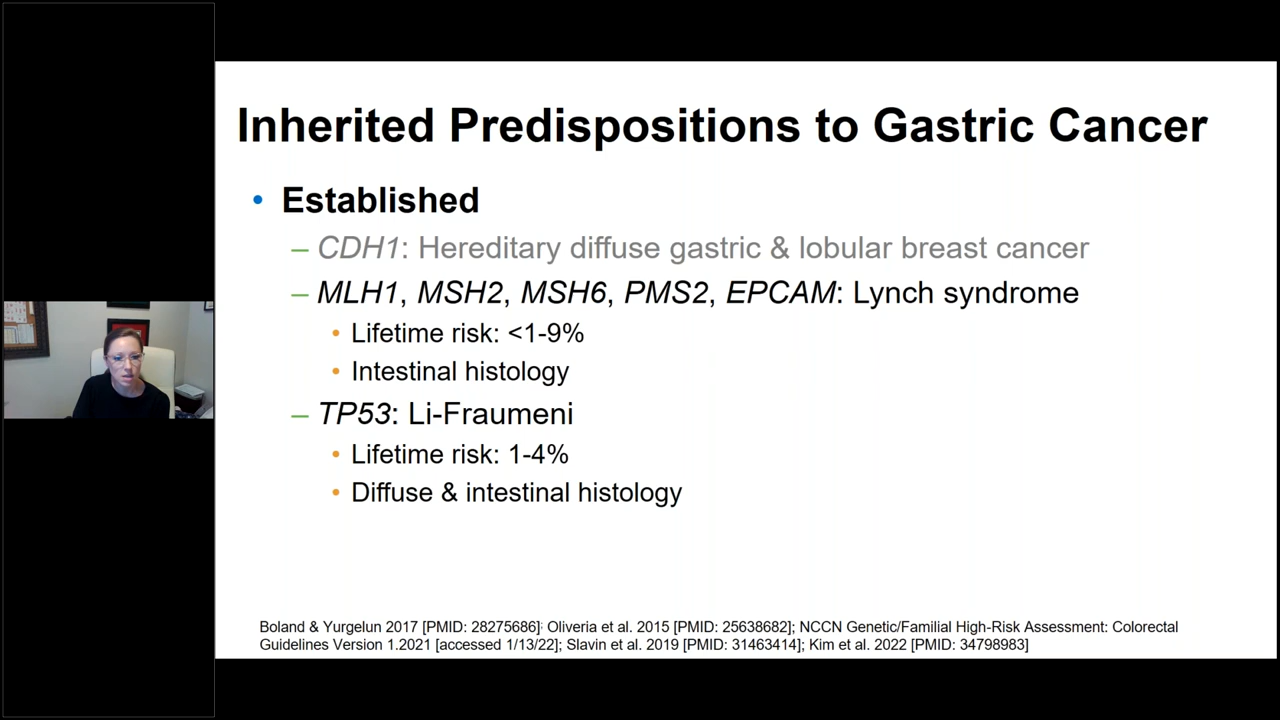 Inherited Predispositions to Gastric Cancer
• Established
– CDH1: Hereditary diffuse gastric & lobular breast cancer
– MLH1, MSH2, MSH6, PMS2, EPCAM: Lynch syndrome
• Lifetime risk: <1-9%
• Intestinal histology
– TP53: Li-Fraumeni
• Lifetime risk: 1-4%
• Diffuse & intestinal histology
Boland & Yurgelun 2017 [PMID: 28275686]; Oliveria et al. 2015 [PMID: 25638682]; NCCN Genetic/Familial High-Risk Assessment: Colorectal
Guidelines Version 1.2021 [accessed 1/13/22]; Slavin et al. 2019 [PMID: 31463414]; Kim et al. 2022 [PMID: 34798983]